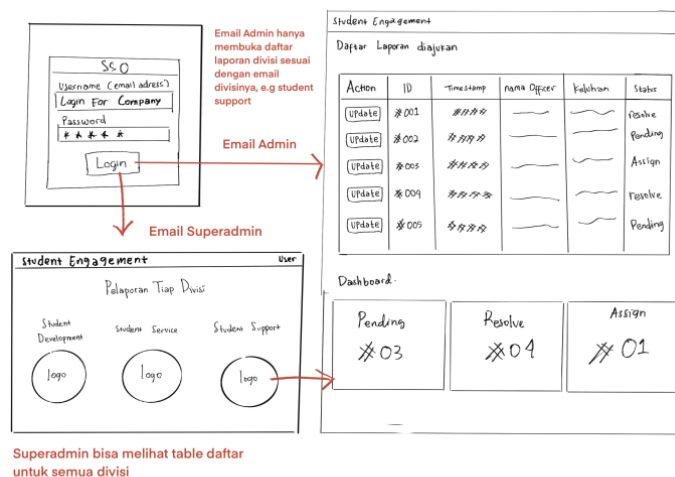 SSO
Username (email adress)
Login For Company
Password
* * * * *
Login
Email Admin hanya
membuka daftar
laporan divisi sesuai
dengan email
divisinya, e.g student
support
Email Admin
Email Superadmin
Student Engagement
Daftar Laporan diajukan
Action ID Timestamp nama Officer Keluhan Status
Update #001 #### resolve
Update #002 #### Pending
Update #003 #### Assign
Update #004 #### resolve
Update #005 #### Pending
Dashboard.
Pending Resolve Assign
#03 #04 #01
Student Engagement User
Pelaporan Tiap Divisi
Student Development Student Service Student Support
logo logo logo
Superadmin bisa melihat table daftar
untuk semua divisi